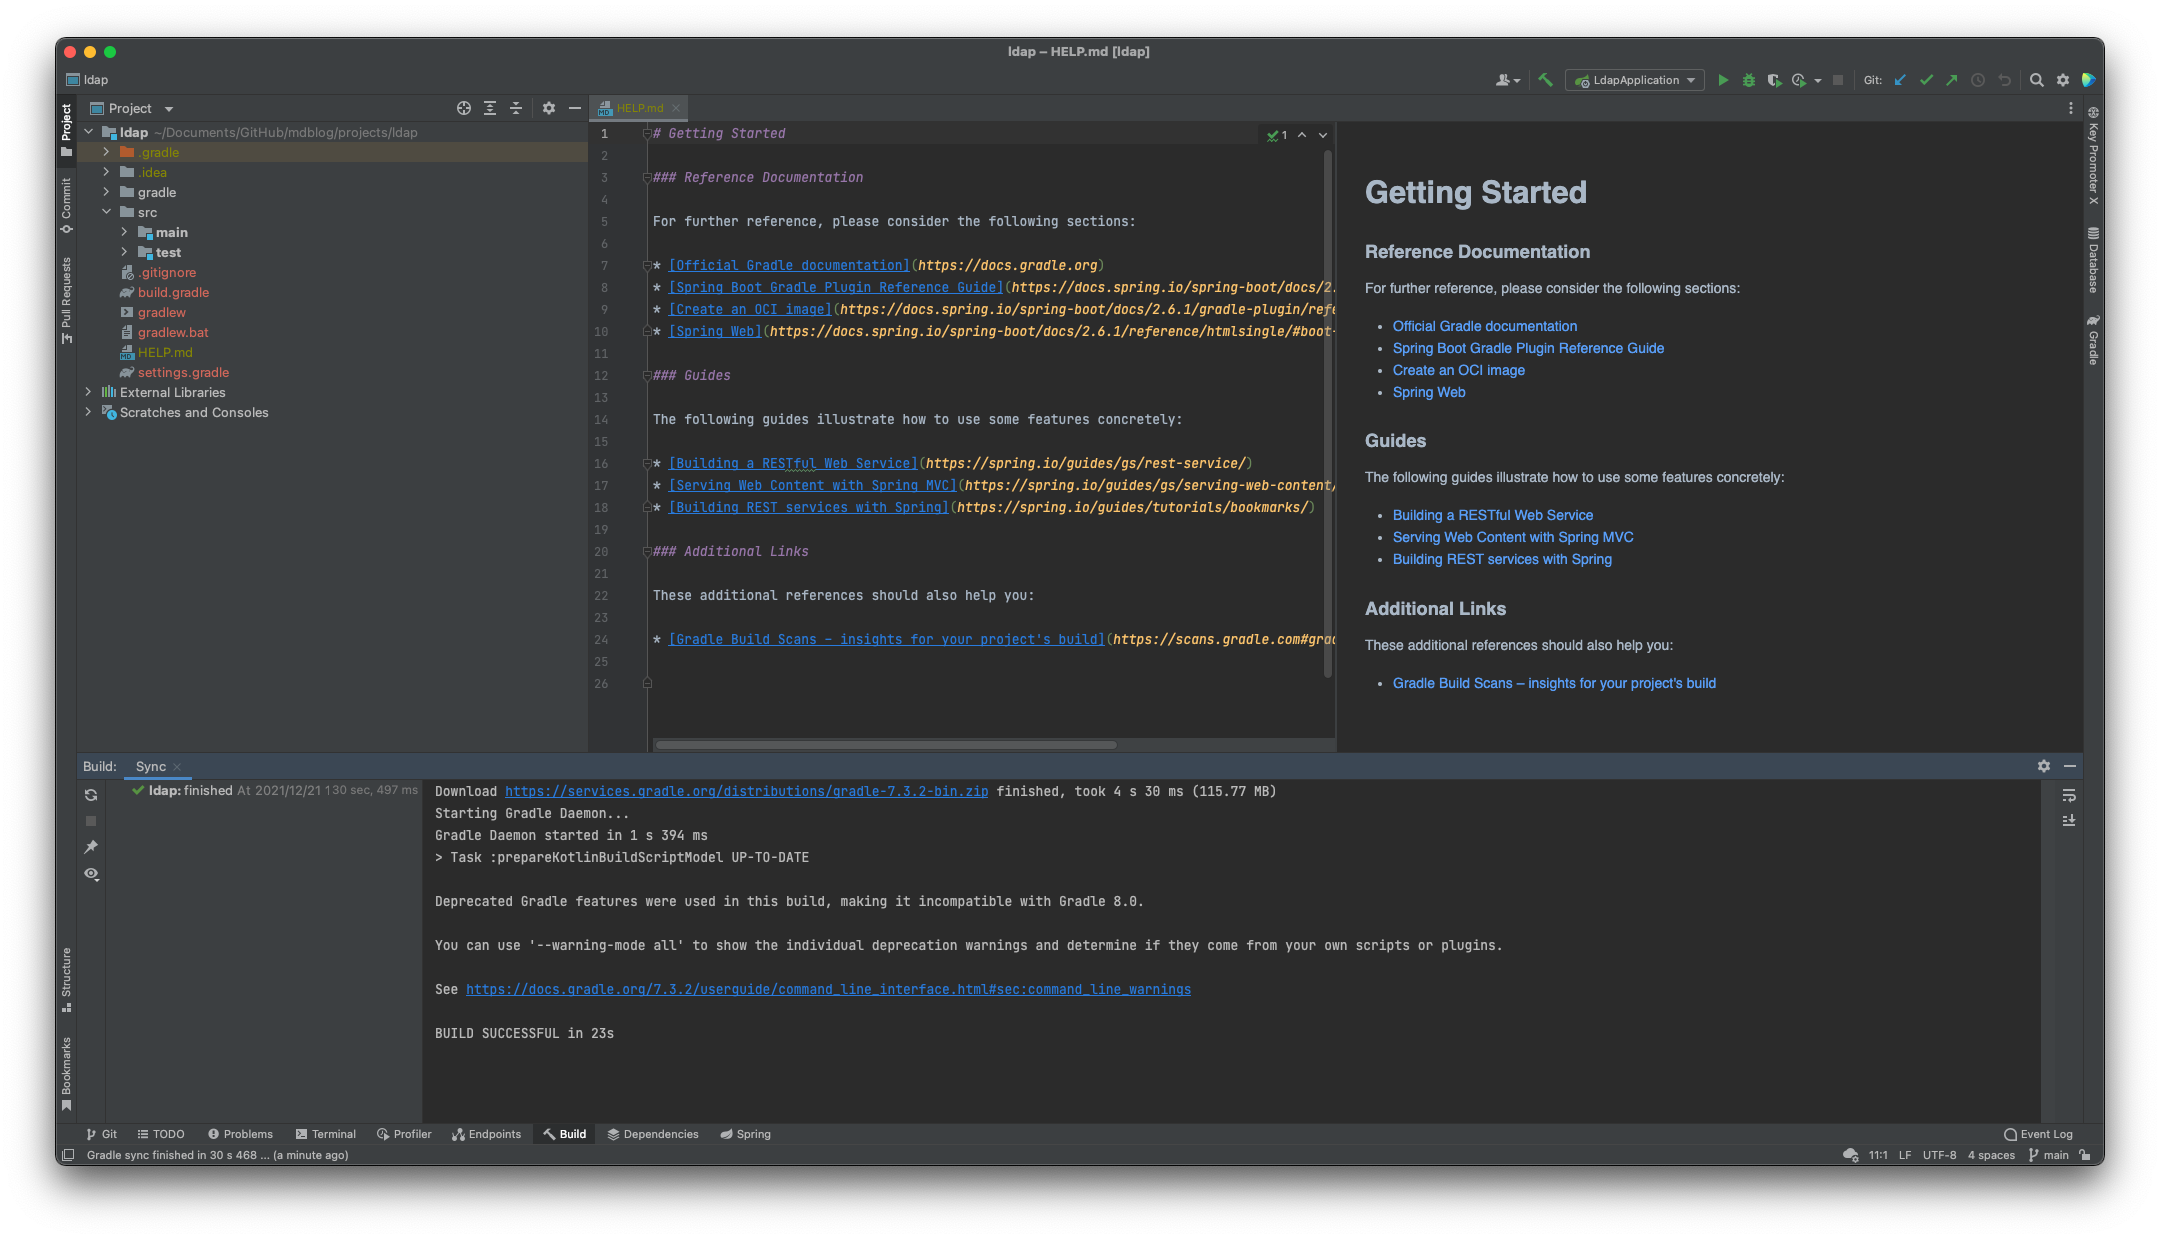 ldap – HELP.md [ldap]
ldap
LdapApplication
Git:
Project
HELP.md
ldap ~/Documents/GitHub/mdblog/projects/ldap
.gradle
.idea
gradle
src
main
test
.gitignore
build.gradle
gradlew
gradlew.bat
HELP.md
settings.gradle
External Libraries
Scratches and Consoles
Project
Commit
Pull Requests
Structure
Bookmarks
1 # Getting Started
1
2
3 ### Reference Documentation
4
5 For further reference, please consider the following sections:
6
7 * [Official Gradle documentation](https://docs.gradle.org)
8 * [Spring Boot Gradle Plugin Reference Guide](https://docs.spring.io/spring-boot/docs/2.
9 * [Create an OCI image](https://docs.spring.io/spring-boot/docs/2.6.1/gradle-plugin/refe
10 * [Spring Web](https://docs.spring.io/spring-boot/docs/2.6.1/reference/htmlsingle/#boot-
11
12 ### Guides
13
14 The following guides illustrate how to use some features concretely:
15
16 * [Building a RESTful Web Service](https://spring.io/guides/gs/rest-service/)
17 * [Serving Web Content with Spring MVC](https://spring.io/guides/gs/serving-web-content/
18 * [Building REST services with Spring](https://spring.io/guides/tutorials/bookmarks/)
19
20 ### Additional Links
21
22 These additional references should also help you:
23
24 * [Gradle Build Scans – insights for your project's build](https://scans.gradle.com#grad
25
26
Getting Started
Reference Documentation
For further reference, please consider the following sections:
• Official Gradle documentation
• Spring Boot Gradle Plugin Reference Guide
• Create an OCI image
• Spring Web
Guides
The following guides illustrate how to use some features concretely:
• Building a RESTful Web Service
• Serving Web Content with Spring MVC
• Building REST services with Spring
Additional Links
These additional references should also help you:
• Gradle Build Scans – insights for your project's build
Key Promoter X
Database
Gradle
Build: Sync
ldap: finished At 2021/12/21 1 30 sec, 497 ms
Download https://services.gradle.org/distributions/gradle-7.3.2-bin.zip finished, took 4 s 30 ms (115.77 MB)
Starting Gradle Daemon...
Gradle Daemon started in 1 s 394 ms
> Task :prepareKotlinBuildScriptModel UP-TO-DATE
Deprecated Gradle features were used in this build, making it incompatible with Gradle 8.0.
You can use '--warning-mode all' to show the individual deprecation warnings and determine if they come from your own scripts or plugins.
See https://docs.gradle.org/7.3.2/userguide/command_line_interface.html#sec:command_line_warnings
BUILD SUCCESSFUL in 23s
Git TODO Problems Terminal Profiler Endpoints Build Dependencies Spring Event Log
Gradle sync finished in 30 s 468 ... (a minute ago) 11:1 LF UTF-8 4 spaces main